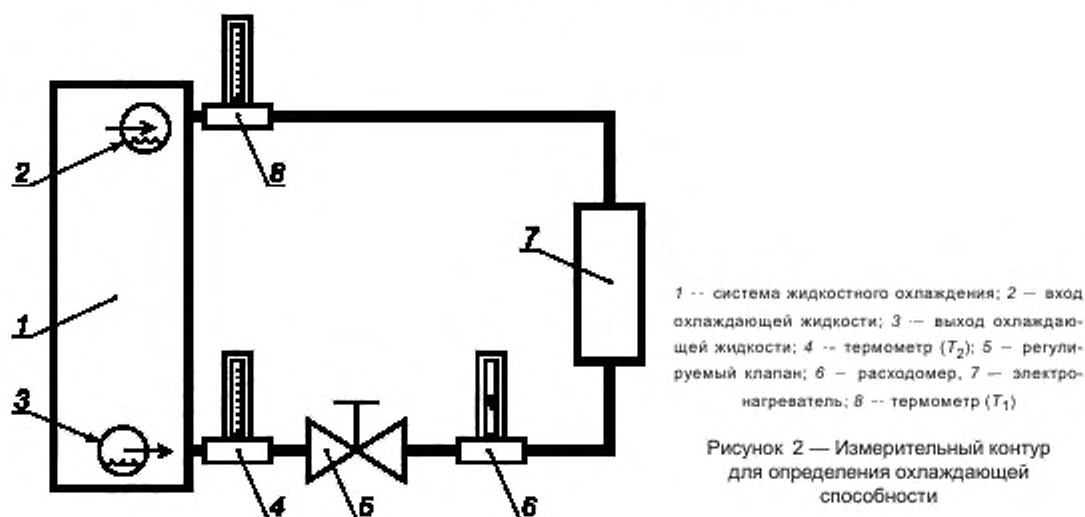 8
2
7
1
3
4
5
6
1 -- система жидкостного охлаждения; 2 — вход
охлаждающей жидкости; 3 — выход охлаждаю-
щей жидкости; 4 -- термометр (T₂); 5 — регули-
руемый клапан; 6 — расходомер, 7 — электро-
нагреватель; 8 -- термометр (T₁)
Рисунок 2 — Измерительный контур
для определения охлаждающей
способности